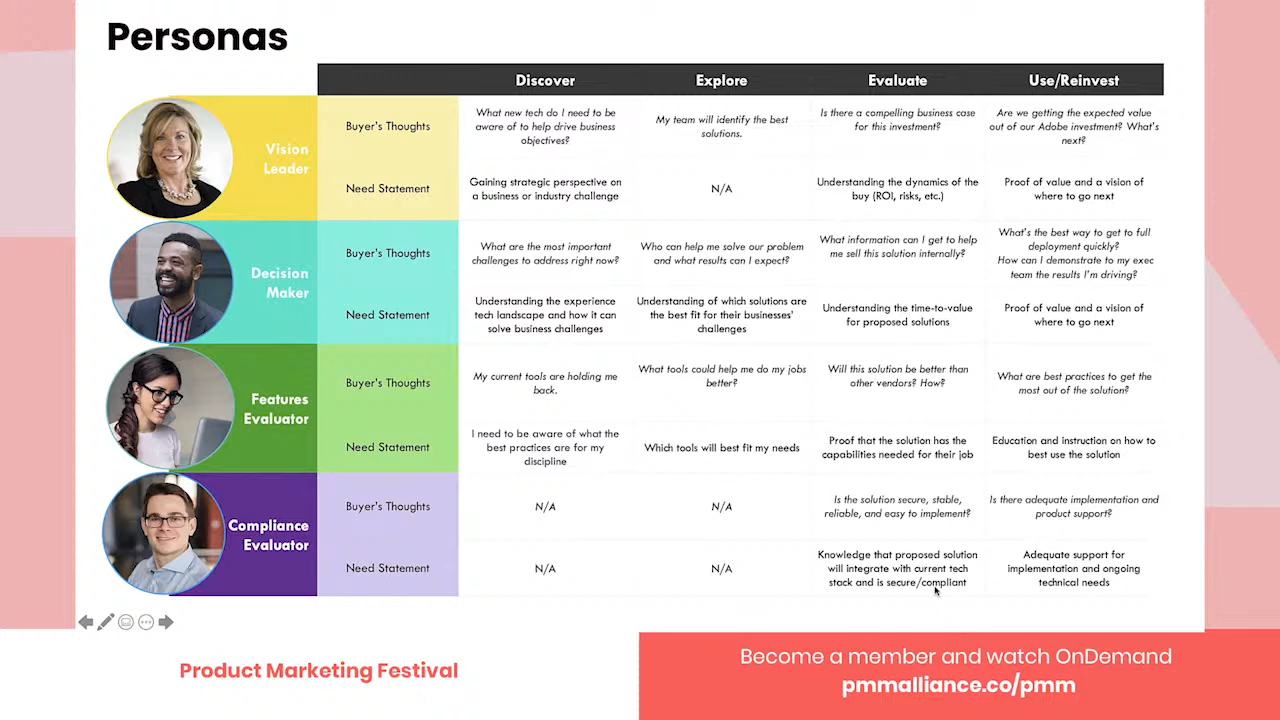 Personas
Discover
Explore
Evaluate
Use/Reinvest
Vision
Leader
Buyer's Thoughts
What new tech do I need to be
aware of to help drive business
objectives?
My team will identify the best
solutions.
Is there a compelling business case
for this investment?
Are we getting the expected value
out of our Adobe investment? What's
next?
Need Statement
Gaining strategic perspective on
a business or industry challenge
N/A
Understanding the dynamics of the
buy (ROI, risks, etc.)
Proof of value and a vision of
where to go next
Decision
Maker
Buyer's Thoughts
What are the most important
challenges to address right now?
Who can help me solve our problem
and what results can I expect?
What information can I get to help
me sell this solution internally?
What's the best way to get to full
deployment quickly?
How can I demonstrate to my exec
team the results I'm driving?
Need Statement
Understanding the experience
tech landscape and how it can
solve business challenges
Understanding of which solutions are
the best fit for their businesses'
challenges
Understanding the time-to-value
for proposed solutions
Proof of value and a vision of
where to go next
Features
Evaluator
Buyer's Thoughts
My current tools are holding me
back.
What tools could help me do my jobs
better?
Will this solution be better than
other vendors? How?
What are best practices to get the
most out of the solution?
Need Statement
I need to be aware of what the
best practices are for my
discipline
Which tools will best fit my needs
Proof that the solution has the
capabilities needed for their job
Education and instruction on how to
best use the solution
Compliance
Evaluator
Buyer's Thoughts
N/A
N/A
Is the solution secure, stable,
reliable, and easy to implement?
Is there adequate implementation and
product support?
Need Statement
N/A
N/A
Knowledge that proposed solution
will integrate with current tech
stack and is secure/compliant
Adequate support for
implementation and ongoing
technical needs
Product Marketing Festival
Become a member and watch OnDemand
pmmalliance.co/pmm